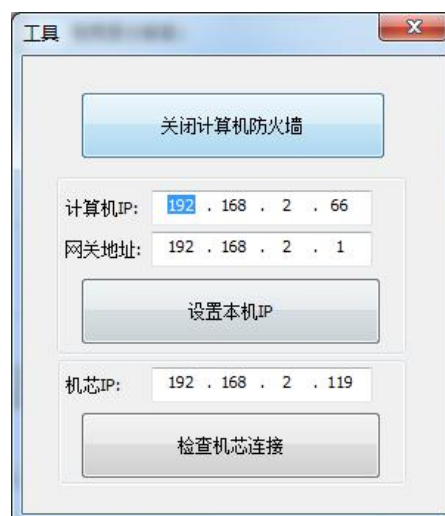 工具
关闭计算机防火墙
计算机IP: 192 . 168 . 2 . 66
网关地址: 192 . 168 . 2 . 1
设置本机IP
机芯IP: 192 . 168 . 2 . 119
检查机芯连接